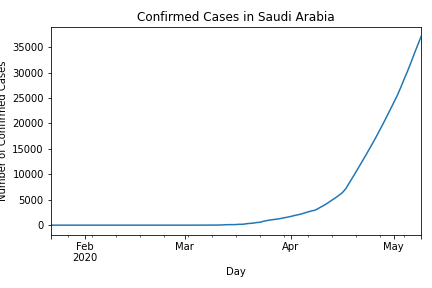 Confirmed Cases in Saudi Arabia
Number of Confirmed Cases
35000
30000
25000
20000
15000
10000
5000
0
Feb
2020
Mar
Apr
May
Day